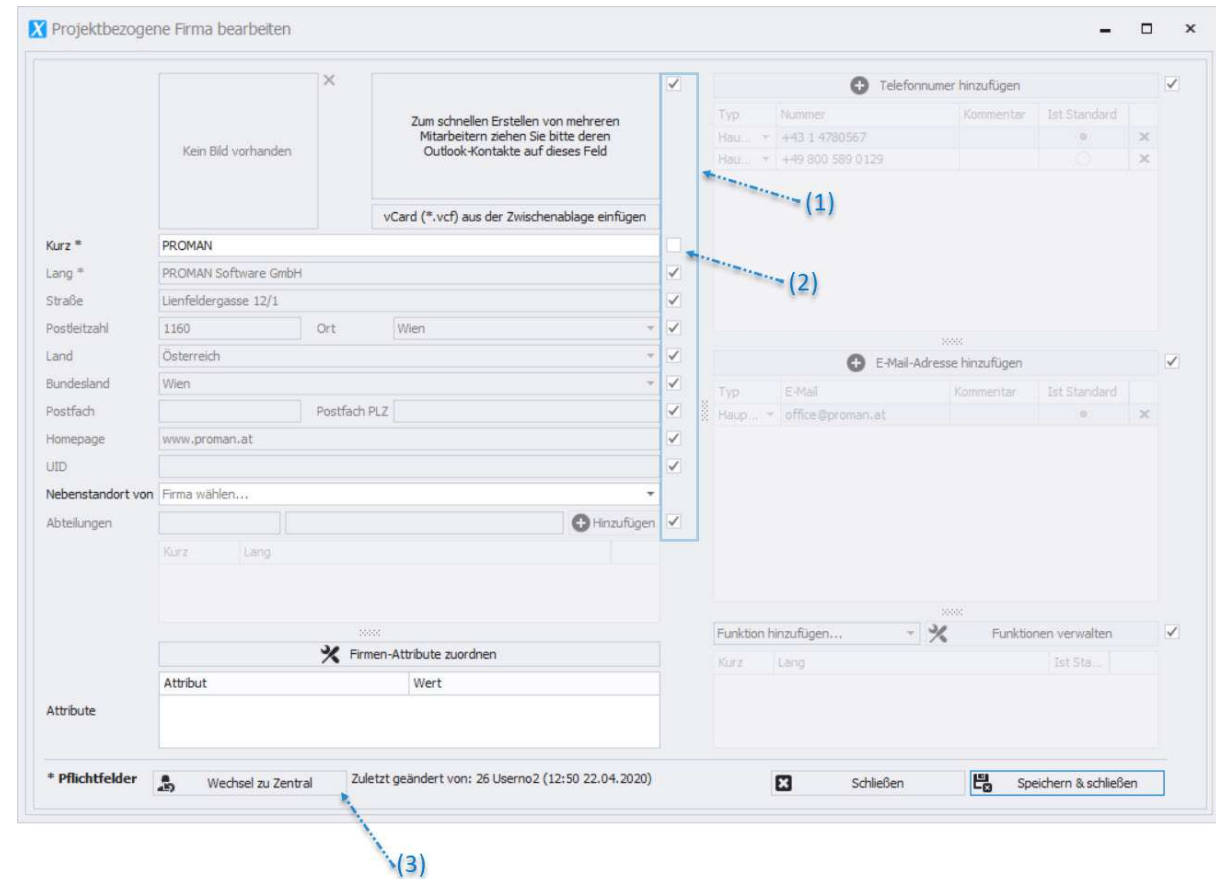 Projektbezogene Firma bearbeiten
Kein Bild vorhanden
Zum schnellen Erstellen von mehreren
Mitarbeitern ziehen Sie bitte deren
Outlook-Kontakte auf dieses Feld
vCard (*.vcf) aus der Zwischenablage einfügen
Kurz * PROMAN
Lang * PROMAN Software GmbH
Straße Lienfeldergasse 12/1
Postleitzahl 1160 Ort Wien
Land Österreich
Bundesland Wien
Postfach Postfach PLZ
Homepage www.proman.at
UID
Nebenstandort von Firma wählen...
Abteilungen Hinzufügen
Kurz Lang
Firmen-Attribute zuordnen
Attribut Wert
Attribute
Telefonnumer hinzufügen
Typ Nummer Kommentar Ist Standard
Hau... +43 1 4780567
Hau... +49 800 589 0129
(1)
(2)
E-Mail-Adresse hinzufügen
Typ E-Mail Kommentar Ist Standard
Haup... office@proman.at
Funktion hinzufügen... Funktionen verwalten
Kurz Lang Ist Sta...
* Pflichtfelder Wechsel zu Zentral Zuletzt geändert von: 26 Userno2 (12:50 22.04.2020) Schließen Speichern & schließen
(3)